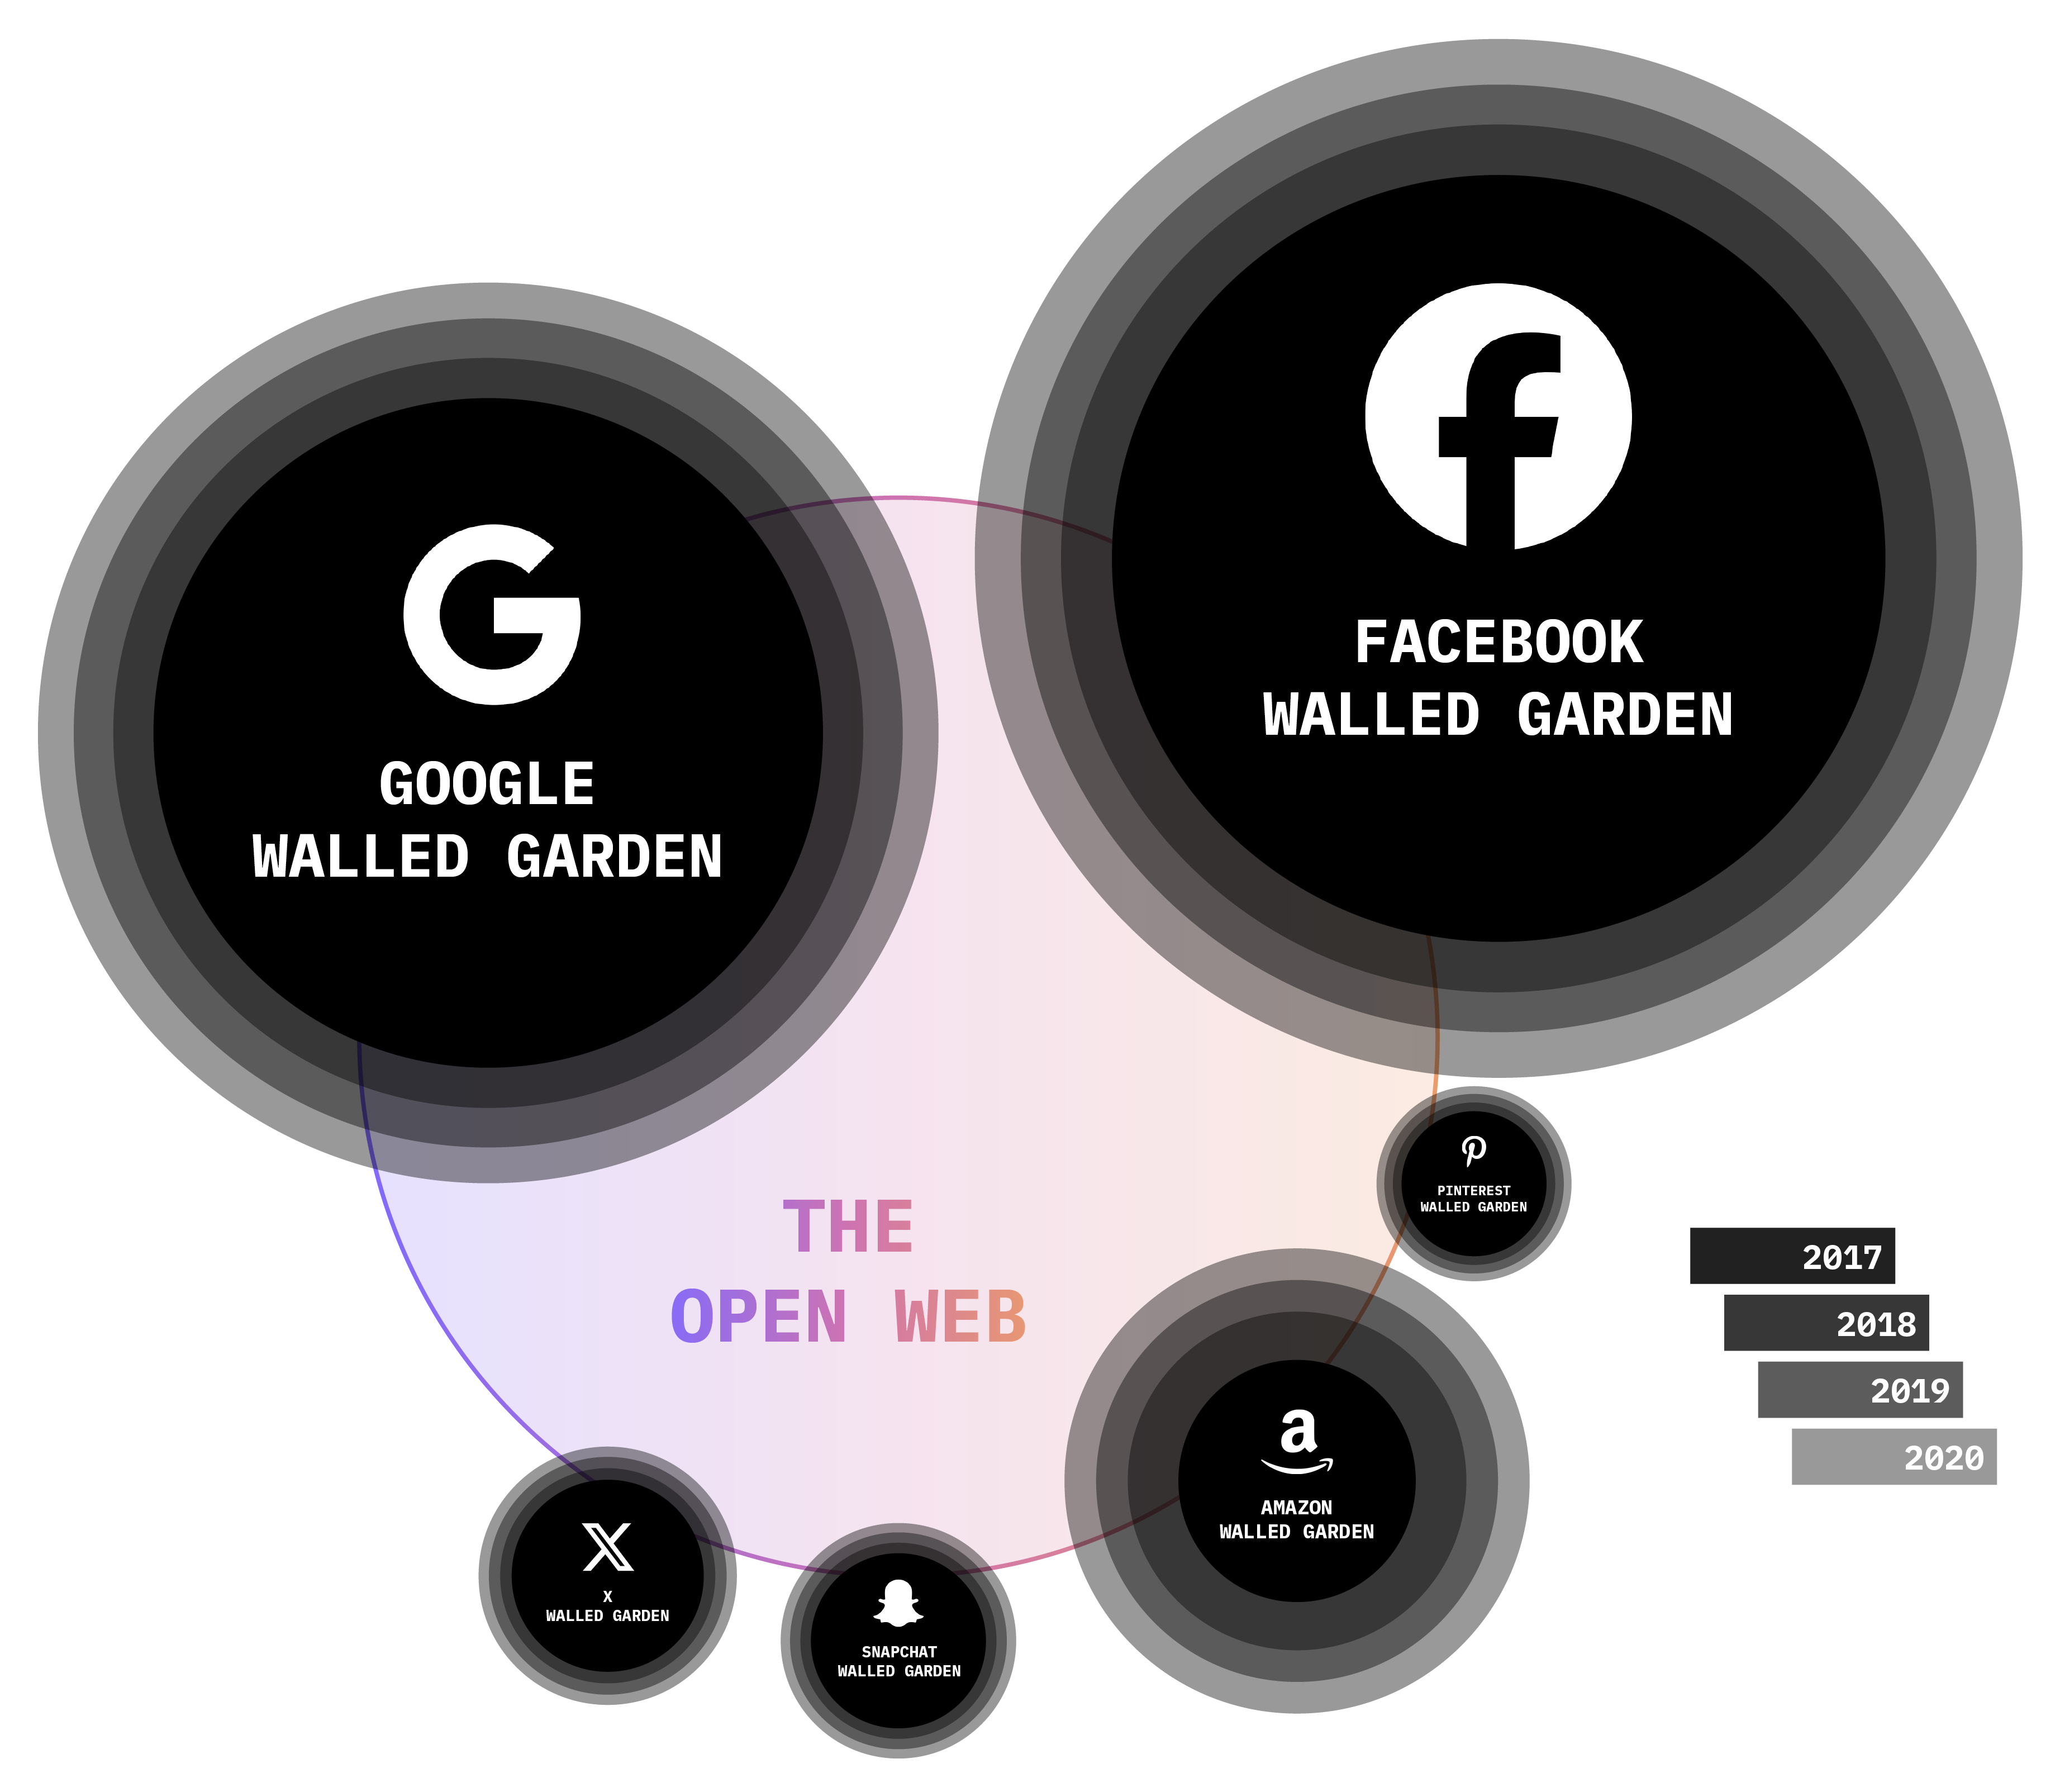 FACEBOOK
WALLED GARDEN
GOOGLE
WALLED GARDEN
THE
OPEN WEB
PINTEREST
WALLED GARDEN
2017
2018
2019
2020
AMAZON
WALLED GARDEN
X
WALLED GARDEN
SNAPCHAT
WALLED GARDEN